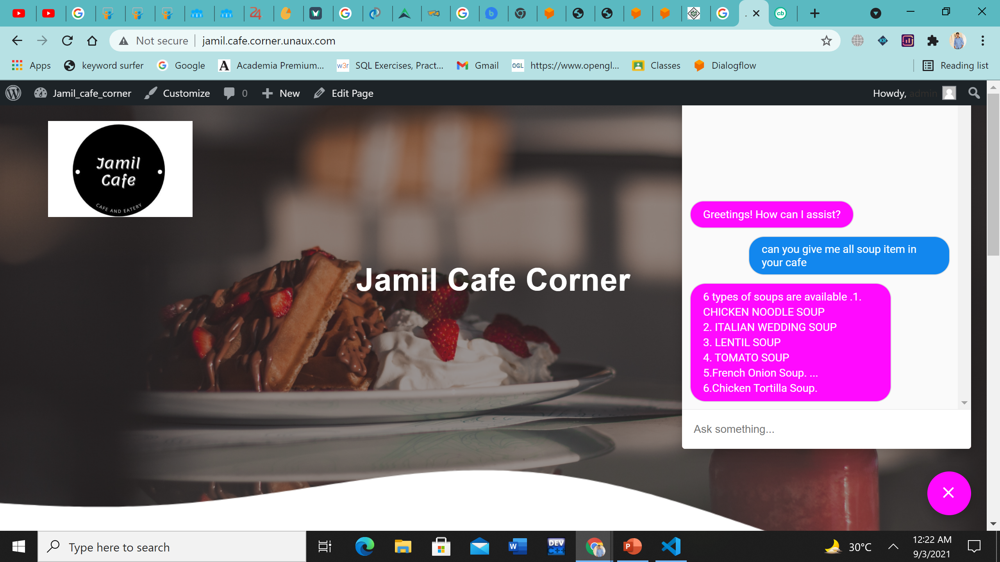 Not secure
jamil.cafe.corner.unaux.com
Apps
keyword surfer
Google
Academia Premium...
w3r
SQL Exercises, Pract...
Gmail
OGL
https://www.opengl...
Classes
Dialogflow
Reading list
Jamil_cafe_corner
Customize
0
New
Edit Page
Howdy, admin
Jamil
Cafe
CAFE AND EATERY
Jamil Cafe Corner
Greetings! How can I assist?
can you give me all soup item in
your cafe
6 types of soups are available .1.
CHICKEN NOODLE SOUP
2. ITALIAN WEDDING SOUP
3. LENTIL SOUP
4. TOMATO SOUP
5.French Onion Soup. ...
6.Chicken Tortilla Soup.
Ask something...
Type here to search
DEV
C++
30°C
12:22 AM
9/3/2021